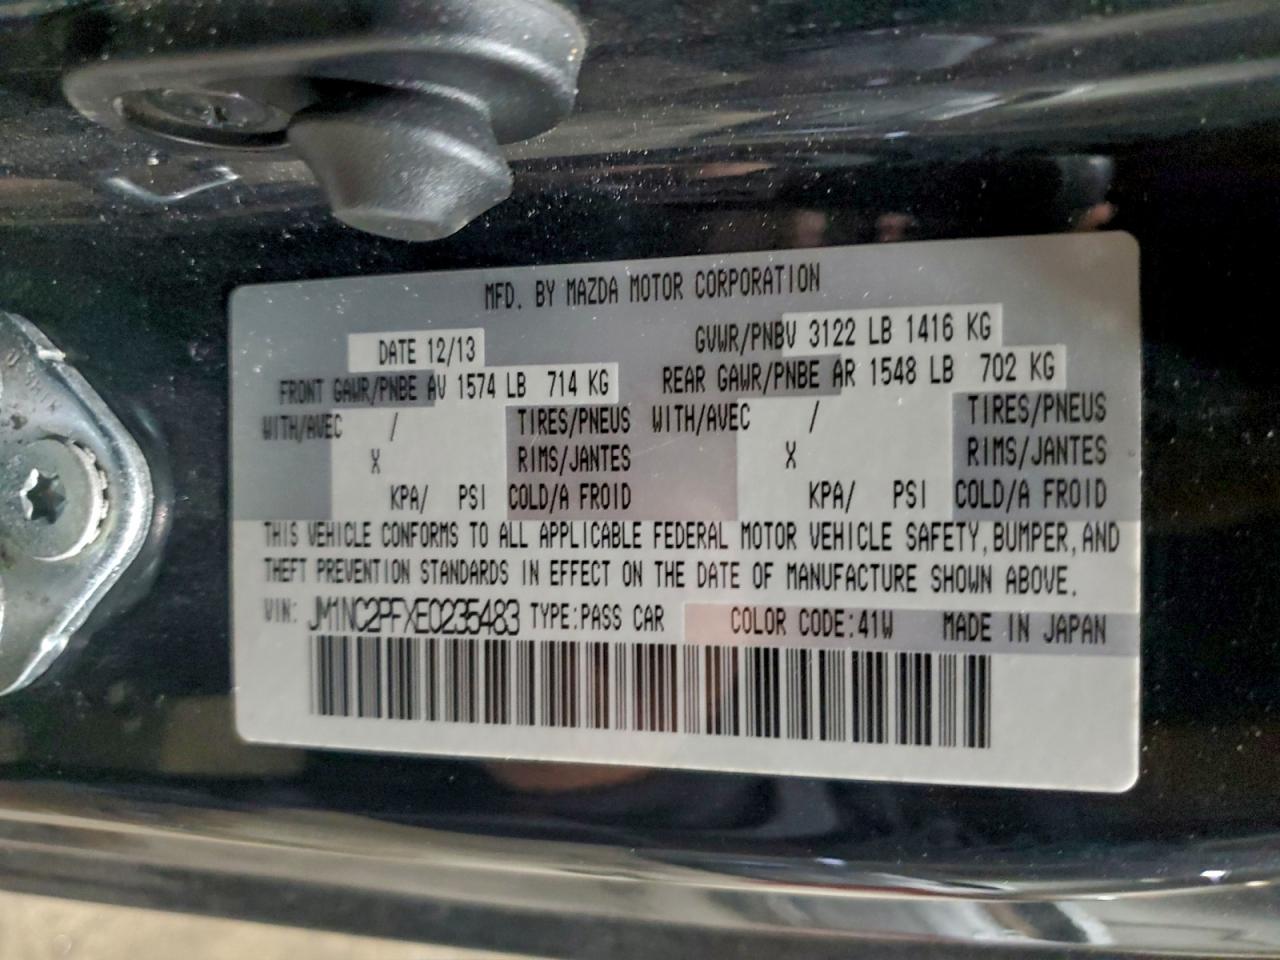 MFD. BY MAZDA MOTOR CORPORATION
DATE 12/13 GVWR/PNBV 3122 LB 1416 KG
FRONT GAWR/PNBE AV 1574 LB 714 KG REAR GAWR/PNBE AR 1548 LB 702 KG
WITH/AVEC / TIRES/PNEUS WITH/AVEC / TIRES/PNEUS
X RIMS/JANTES X RIMS/JANTES
KPA/ PSI COLD/A FROID KPA/ PSI COLD/A FROID
THIS VEHICLE CONFORMS TO ALL APPLICABLE FEDERAL MOTOR VEHICLE SAFETY, BUMPER, AND
THEFT PREVENTION STANDARDS IN EFFECT ON THE DATE OF MANUFACTURE SHOWN ABOVE.
VIN: JM1NC2PFXE0235483 TYPE:PASS CAR COLOR CODE:41W MADE IN JAPAN